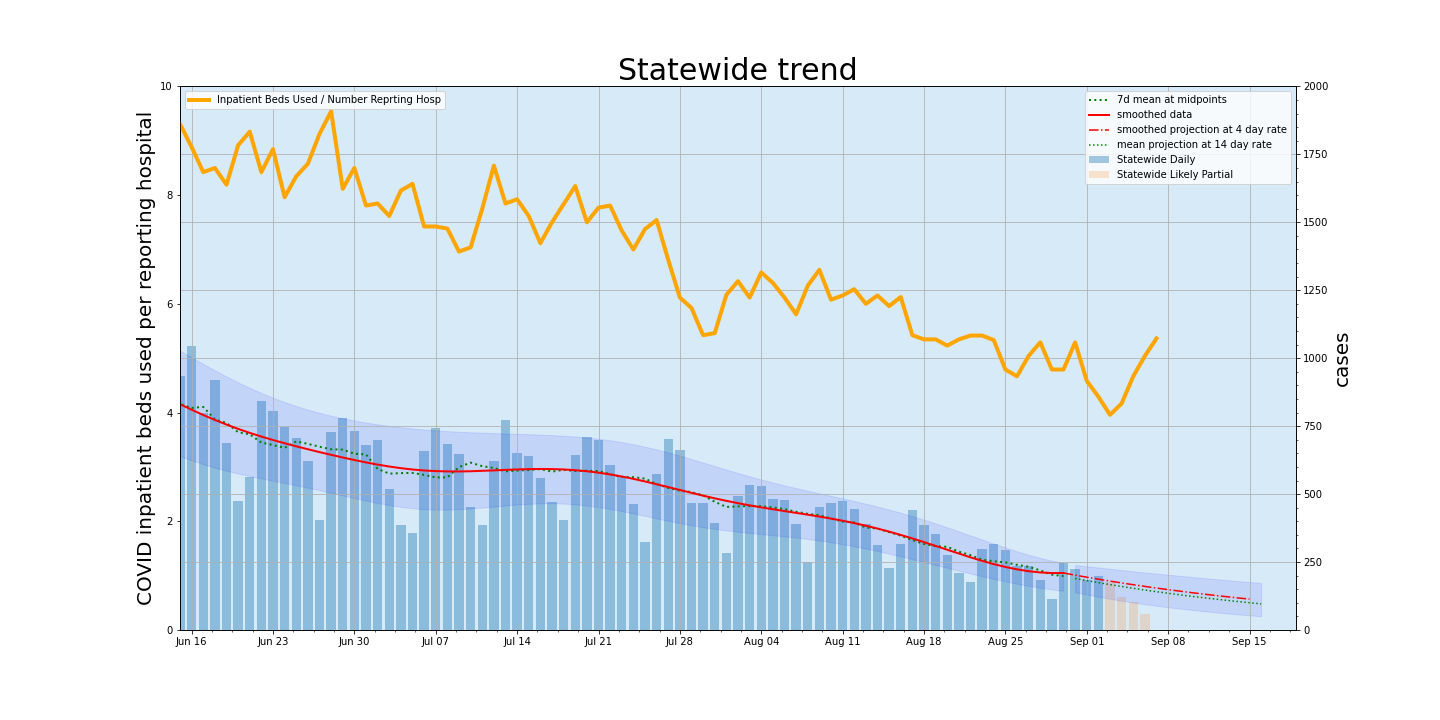 Statewide trend
Inpatient Beds Used / Number Reprting Hosp
7d mean at midpoints
smoothed data
smoothed projection at 4 day rate
mean projection at 14 day rate
Statewide Daily
Statewide Likely Partial
COVID inpatient beds used per reporting hospital
10
8
6
4
2
0
2000
1750
1500
1250
1000
750
500
250
0
cases
Jun 16 Jun 23 Jun 30 Jul 07 Jul 14 Jul 21 Jul 28 Aug 04 Aug 11 Aug 18 Aug 25 Sep 01 Sep 08 Sep 15